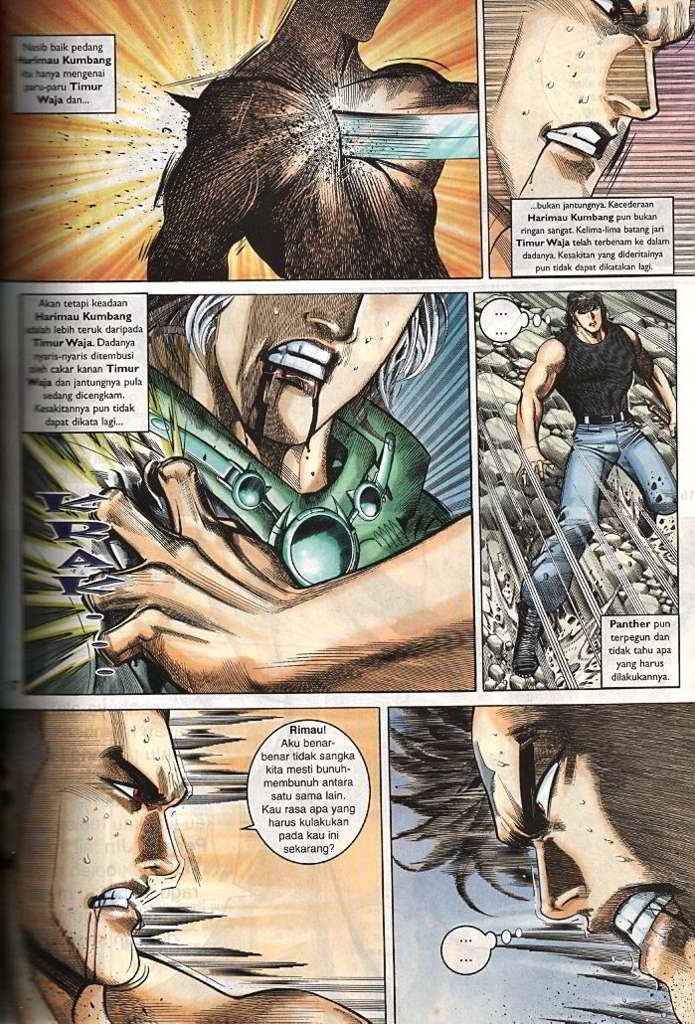 Nasib baik pedang
Harimau Kumbang
itu hanya mengenai
paru-paru Timur
Waja dan...
...bukan jantungnya. Kecederaan
Harimau Kumbang pun bukan
ringan sangat. Kelima-lima batang jari
Timur Waja telah terbenam ke dalam
dadanya. Kesakitan yang dideritainya
pun tidak dapat dikatakan lagi.
Akan tetapi keadaan
Harimau Kumbang
adalah lebih teruk daripada
Timur Waja. Dadanya
nyaris-nyaris ditembusi
oleh cakar kanan Timur
Waja dan jantungnya pula
sedang dicengkam.
Kesakitannya pun tidak
dapat dikata lagi...
KRAK...
...
...
Panther pun
terpegun dan
tidak tahu apa
yang harus
dilakukannya.
Rimau!
Aku benar-
benar tidak sangka
kita mesti bunuh-
membunuh antara
satu sama lain.
Kau rasa apa yang
harus kulakukan
pada kau ini
sekarang?
...
...